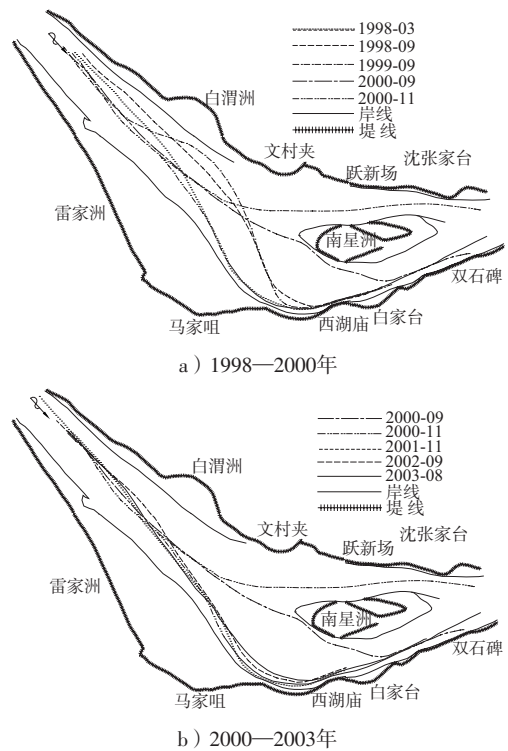 1998-03
1998-09
1999-09
2000-09
2000-11
岸线
堤 线
白渭洲
文村夹
沈张家台
跃新场
雷家洲
南星洲
双石碑
马家咀
西湖庙
白家台
a）1998—2000年
2000-09
2000-11
2001-11
2002-09
2003-08
岸线
堤 线
白渭洲
文村夹
沈张家台
跃新场
雷家洲
南星洲
双石碑
马家咀
西湖庙
白家台
b）2000—2003年